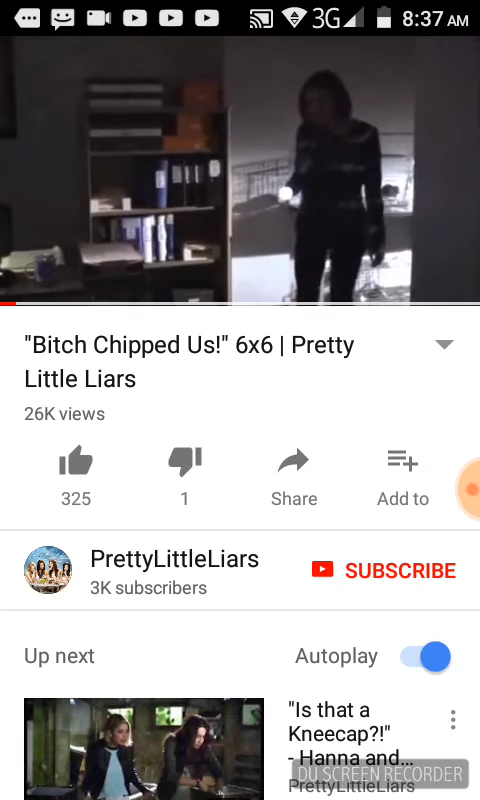 3G 8:37 AM
"Bitch Chipped Us!" 6x6 | Pretty
Little Liars
26K views
325
1
Share
Add to
PrettyLittleLiars
3K subscribers
SUBSCRIBE
Up next
Autoplay
"Is that a
Kneecap?!"
- Hanna and...
PrettyLittleLiars
DU SCREEN RECORDER